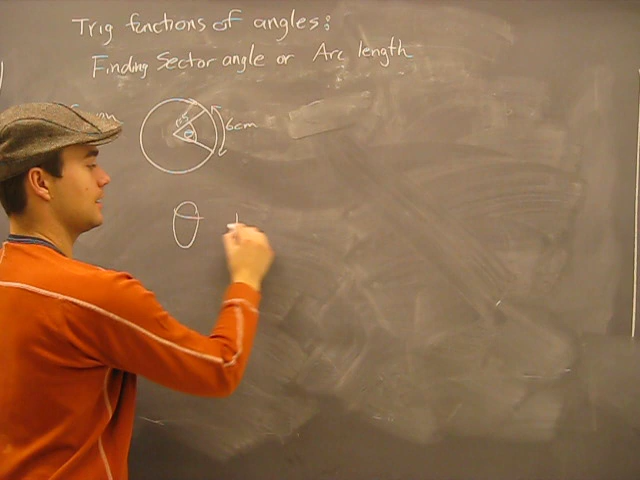 Trig functions of angles:
Finding Sector angle or Arc length
6cm
θ
θ